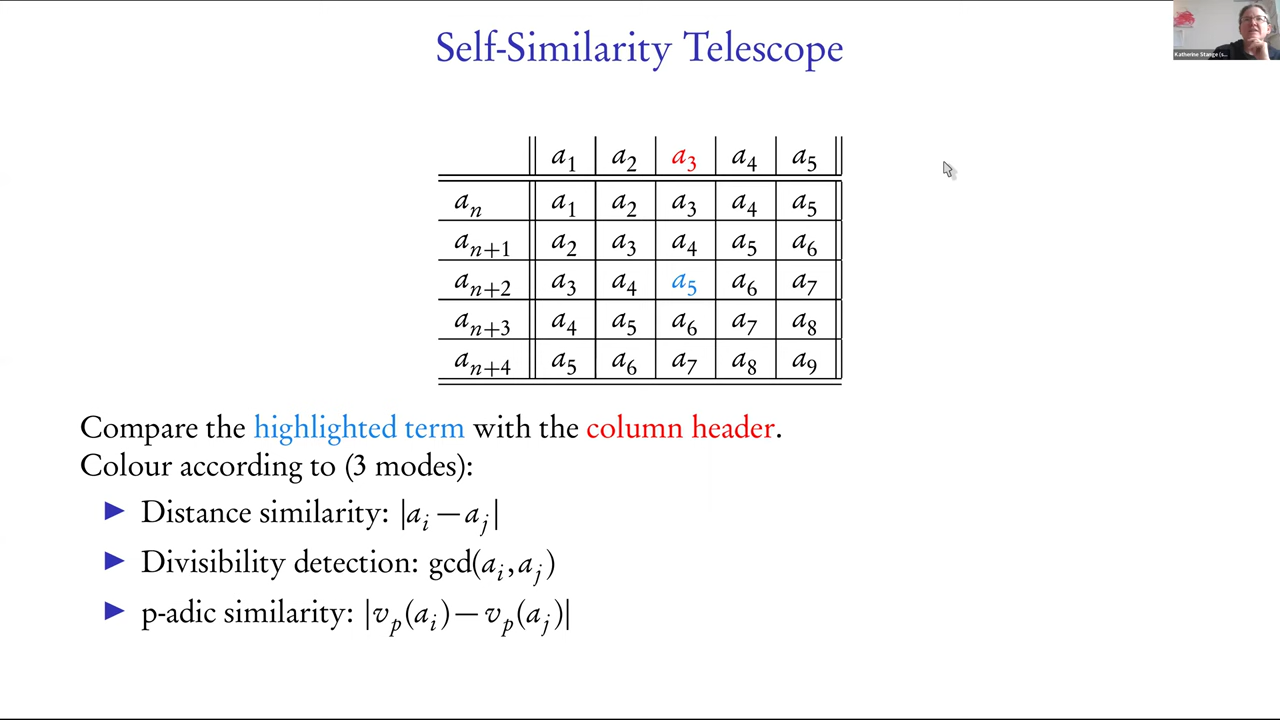 Self-Similarity Telescope
Katherine Stange (s...
a₁ a₂ a₃ a₄ a₅
aₙ a₁ a₂ a₃ a₄ a₅
aₙ₊₁ a₂ a₃ a₄ a₅ a₆
aₙ₊₂ a₃ a₄ a₅ a₆ a₇
aₙ₊₃ a₄ a₅ a₆ a₇ a₈
aₙ₊₄ a₅ a₆ a₇ a₈ a₉
Compare the highlighted term with the column header.
Colour according to (3 modes):
▶ Distance similarity: |aᵢ − aⱼ|
▶ Divisibility detection: gcd(aᵢ, aⱼ)
▶ p-adic similarity: |vₚ(aᵢ) − vₚ(aⱼ)|